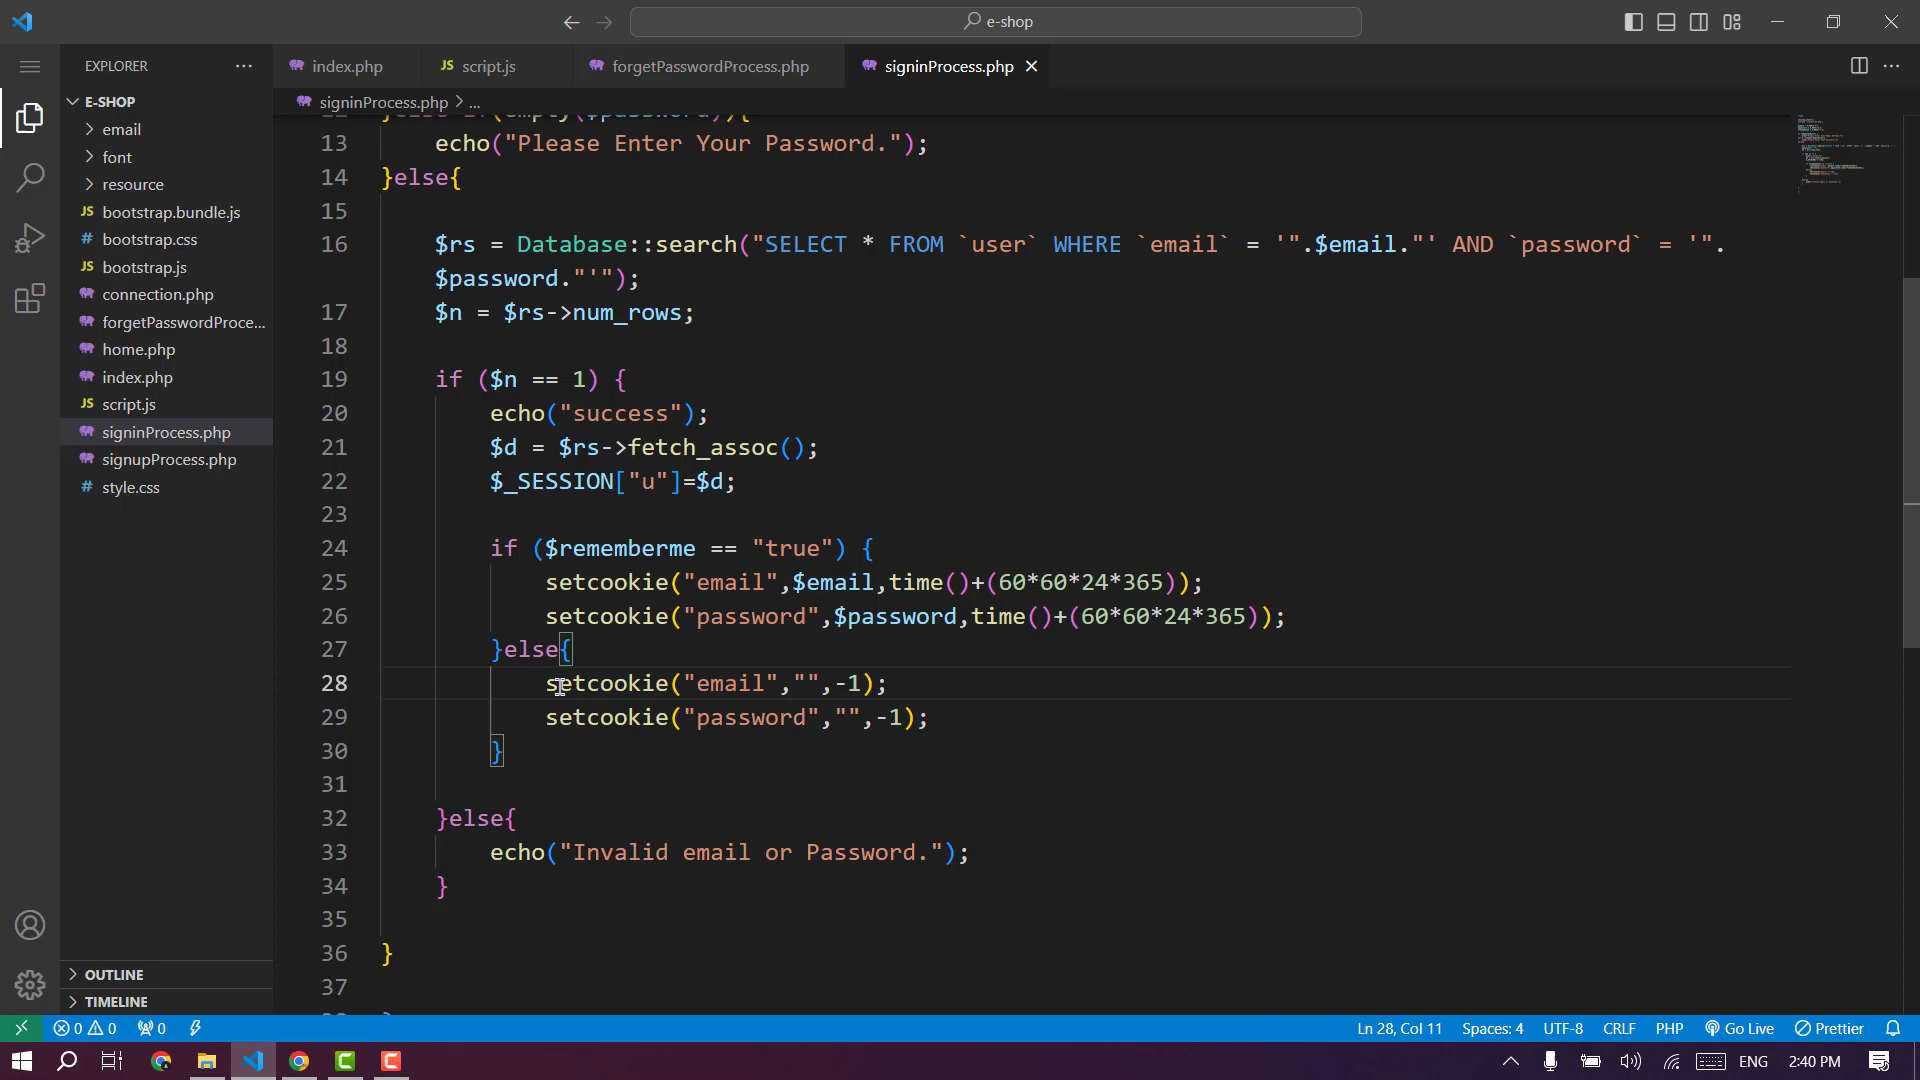 e-shop
EXPLORER
index.php
script.js
forgetPasswordProcess.php
signinProcess.php
E-SHOP
signinProcess.php > ...
email
font
resource
bootstrap.bundle.js
bootstrap.css
bootstrap.js
connection.php
forgetPasswordProce...
home.php
index.php
script.js
signinProcess.php
signupProcess.php
style.css
13 echo("Please Enter Your Password.");
14 }else{
15
16 $rs = Database::search("SELECT * FROM `user` WHERE `email` = '".$email."' AND `password` = '".
$password."'");
17 $n = $rs->num_rows;
18
19 if ($n == 1) {
20 echo("success");
21 $d = $rs->fetch_assoc();
22 $_SESSION["u"]=$d;
23
24 if ($rememberme == "true") {
25 setcookie("email",$email,time()+(60*60*24*365));
26 setcookie("password",$password,time()+(60*60*24*365));
27 }else{
28 setcookie("email","",-1);
29 setcookie("password","",-1);
30 }
31
32 }else{
33 echo("Invalid email or Password.");
34 }
35
36 }
37
OUTLINE
TIMELINE
0 0 0
Ln 28, Col 11 Spaces: 4 UTF-8 CRLF PHP Go Live Prettier
ENG 2:40 PM